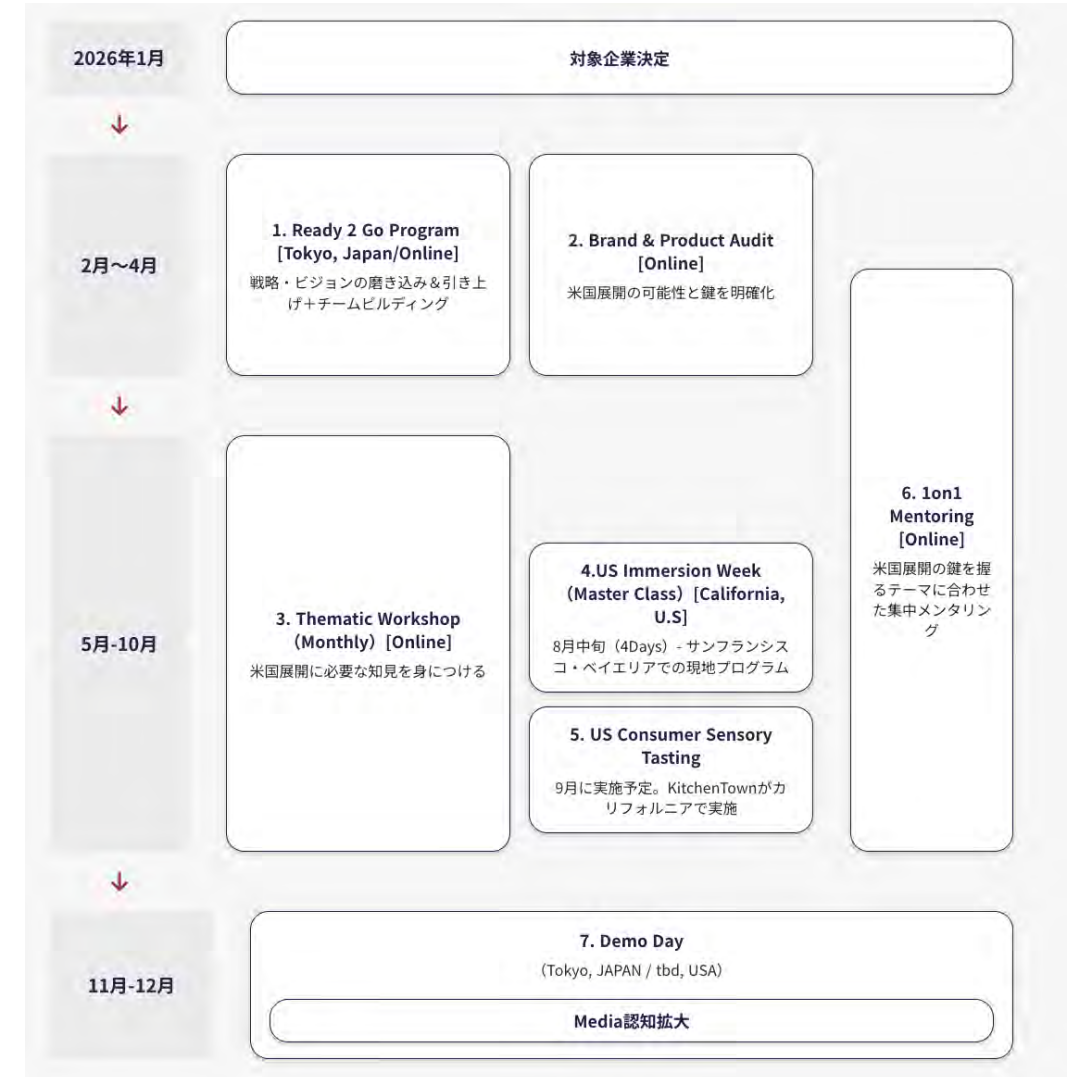 2026年1月
対象企業決定
2月〜4月
1. Ready 2 Go Program
[Tokyo, Japan/Online]
戦略・ビジョンの磨き込み＆引き上
げ＋チームビルディング
2. Brand & Product Audit
[Online]
米国展開の可能性と鍵を明確化
5月-10月
3. Thematic Workshop
（Monthly）[Online]
米国展開に必要な知見を身につける
4.US Immersion Week
（Master Class）[California,
U.S]
8月中旬（4Days）- サンフランシス
コ・ベイエリアでの現地プログラム
5. US Consumer Sensory
Tasting
9月に実施予定。KitchenTownがカ
リフォルニアで実施
6. 1on1
Mentoring
[Online]
米国展開の鍵を握
るテーマに合わせ
た集中メンタリン
グ
11月-12月
7. Demo Day
（Tokyo, JAPAN / tbd, USA）
Media認知拡大